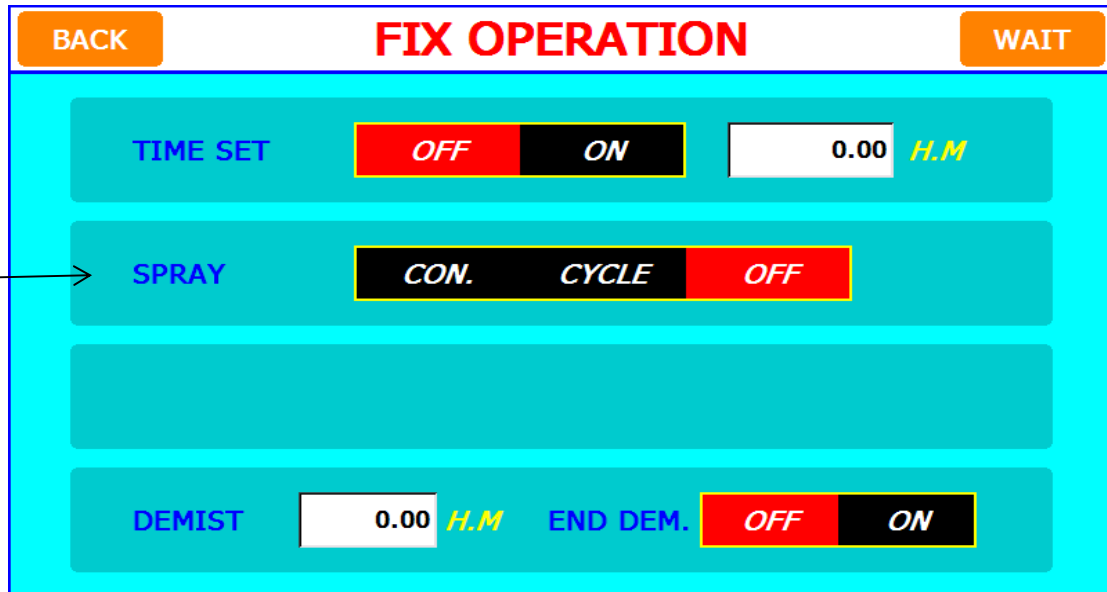 BACK FIX OPERATION WAIT
TIME SET OFF ON 0.00 H.M
SPRAY CON. CYCLE OFF
DEMIST 0.00 H.M END DEM. OFF ON